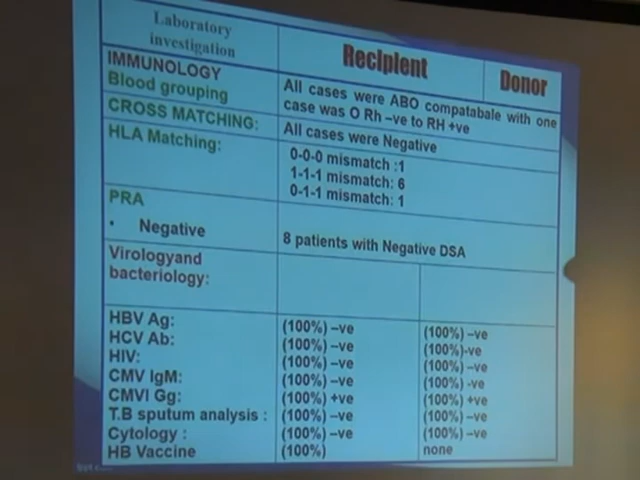 Laboratory
investigation
Recipient
Donor
IMMUNOLOGY
Blood grouping
All cases were ABO compatabale with one
case was O Rh –ve to RH +ve
CROSS MATCHING:
All cases were Negative
HLA Matching:
0-0-0 mismatch :1
1-1-1 mismatch: 6
0-1-1 mismatch: 1
PRA
• Negative
8 patients with Negative DSA
Virologyand
bacteriology:
HBV Ag: (100%) –ve (100%) –ve
HCV Ab: (100%) –ve (100%)-ve
HIV: (100%) –ve (100%) –ve
CMV IgM: (100%) –ve (100%) -ve
CMVI Gg: (100%) +ve (100%) +ve
T.B sputum analysis : (100%) –ve (100%) –ve
Cytology : (100%) –ve (100%) –ve
HB Vaccine (100%) none